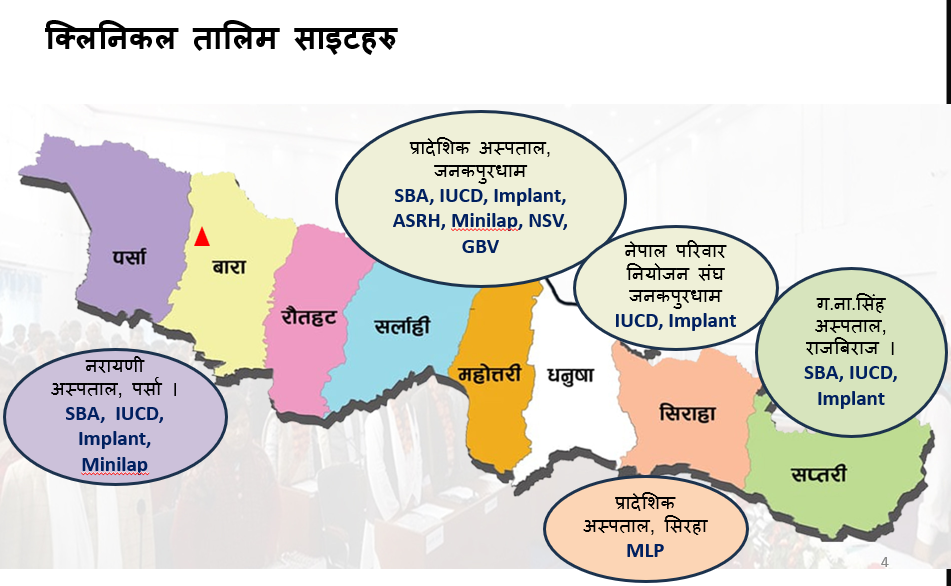 क्लिनिकल तालिम साइटहरु
प्रादेशिक अस्पताल,
जनकपुरधाम
SBA, IUCD, Implant,
ASRH, Minilap, NSV,
GBV
नेपाल परिवार
नियोजन संघ
जनकपुरधाम
IUCD, Implant
ग.ना.सिंह
अस्पताल,
राजबिराज ।
SBA, IUCD,
Implant
पर्सा
बारा
रौतहट
सर्लाही
महोत्तरी
धनुषा
सिराहा
सप्तरी
नरायणी
अस्पताल, पर्सा ।
SBA, IUCD,
Implant,
Minilap
प्रादेशिक
अस्पताल, सिरहा
MLP
4